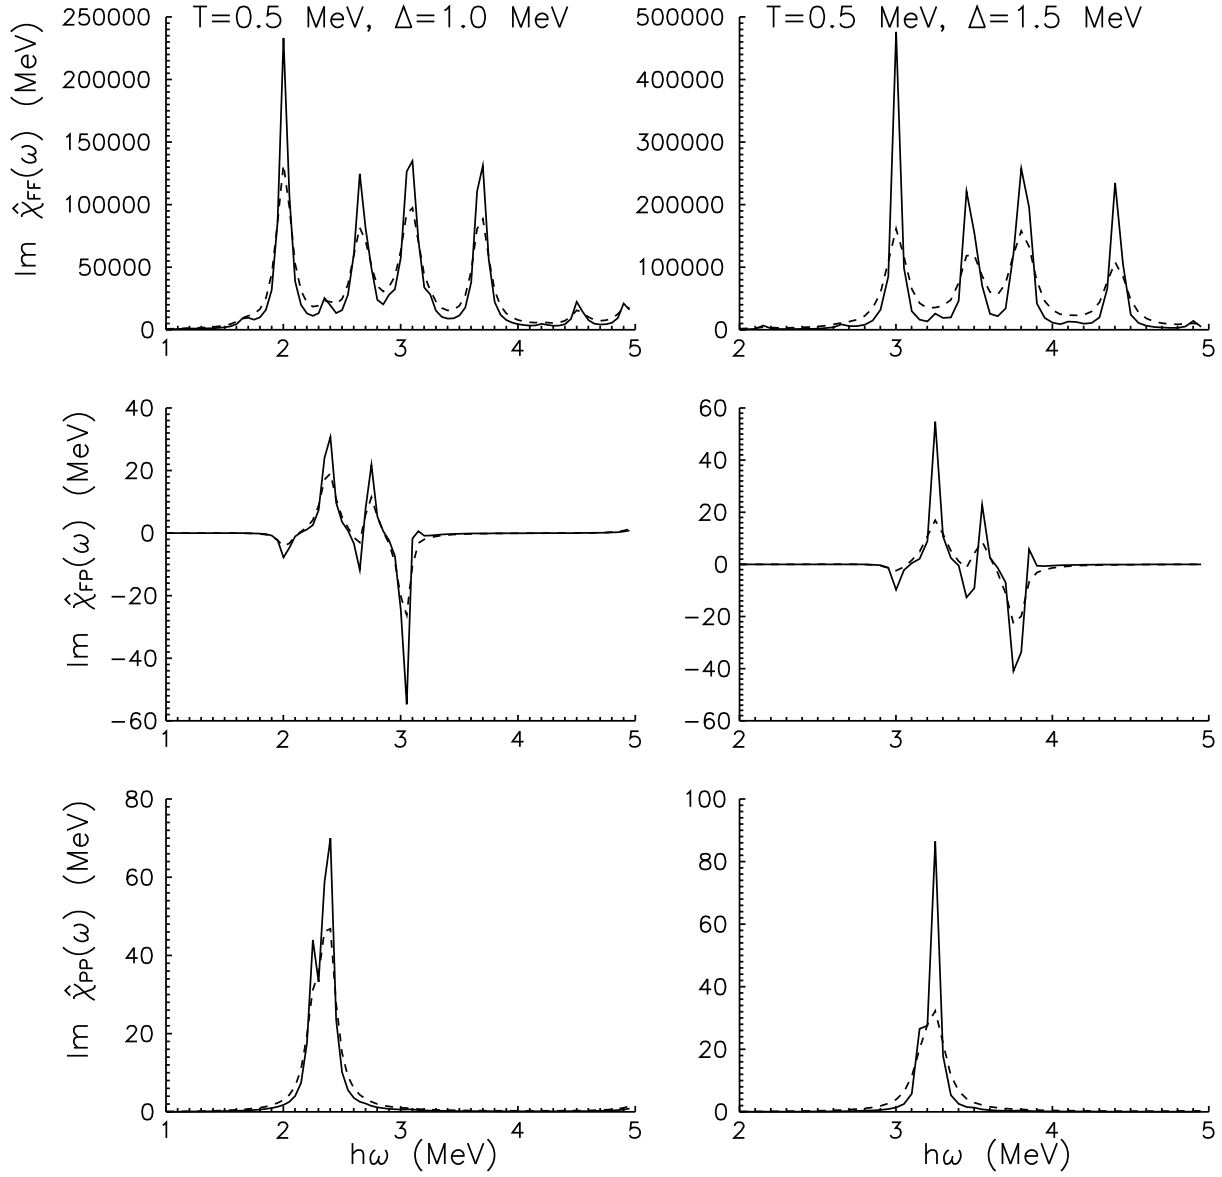 T=0.5 MeV, Δ=1.0 MeV
T=0.5 MeV, Δ=1.5 MeV
Im χ̂FF(ω) (MeV)
250000
200000
150000
100000
50000
0
1 2 3 4 5
500000
400000
300000
200000
100000
0
2 3 4 5
Im χ̂FP(ω) (MeV)
40
20
0
−20
−40
−60
1 2 3 4 5
60
40
20
0
−20
−40
−60
2 3 4 5
Im χ̂PP(ω) (MeV)
80
60
40
20
0
1 2 3 4 5
hω (MeV)
100
80
60
40
20
0
2 3 4 5
hω (MeV)